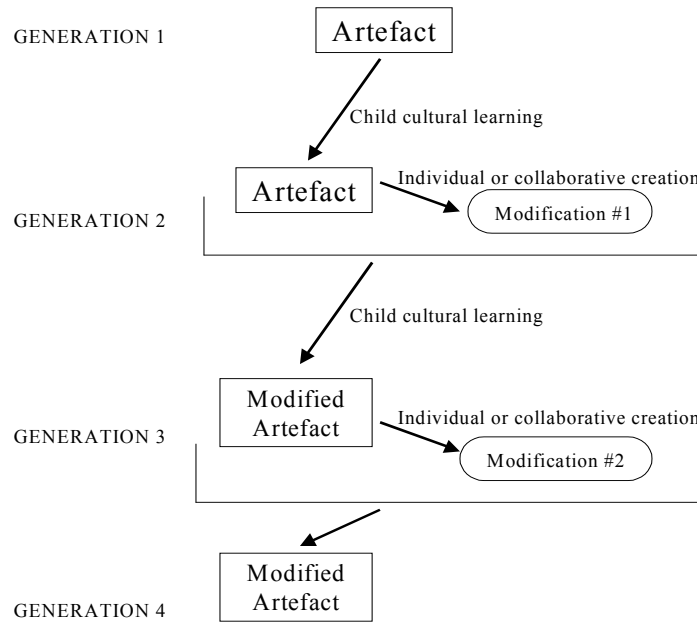 GENERATION 1
Artefact
Child cultural learning
Artefact
Individual or collaborative creation
Modification #1
GENERATION 2
Child cultural learning
Modified
Artefact
Individual or collaborative creation
GENERATION 3
Modification #2
Modified
Artefact
GENERATION 4